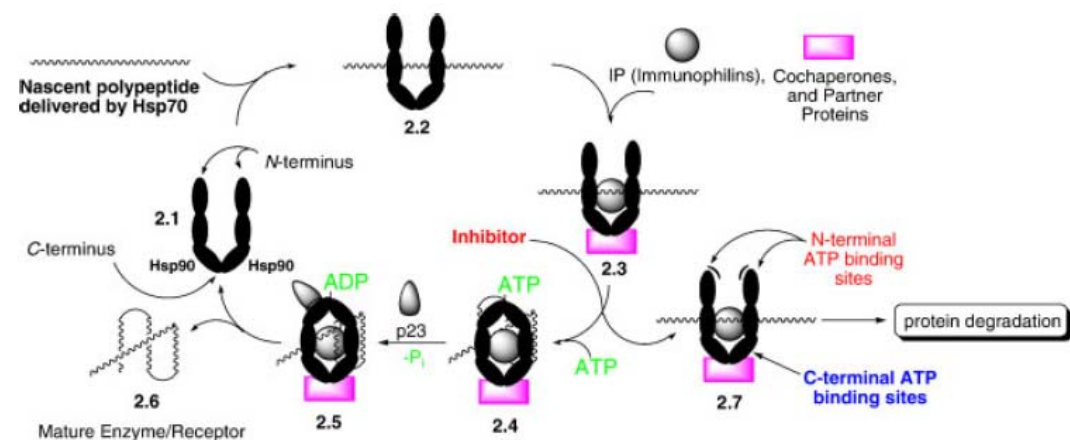 Nascent polypeptide
delivered by Hsp70
2.2
IP (Immunophilins),
Cochaperones,
and Partner
Proteins
N-terminus
2.1
C-terminus
Hsp90
Hsp90
Inhibitor
2.3
N-terminal
ATP binding
sites
ADP
p23
-Pi
ATP
ATP
protein degradation
C-terminal ATP
binding sites
2.6
2.5
2.4
2.7
Mature Enzyme/Receptor